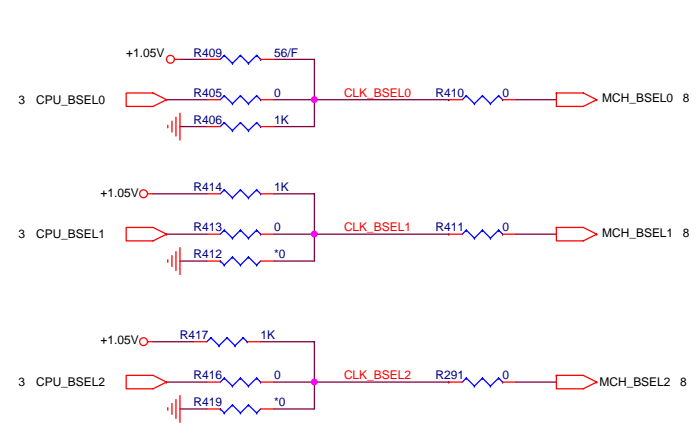 +1.05V R409 56/F
3 CPU_BSEL0 R405 0 CLK_BSEL0 R410 0 MCH_BSEL0 8
R406 1K
+1.05V R414 1K
3 CPU_BSEL1 R413 0 CLK_BSEL1 R411 0 MCH_BSEL1 8
R412 *0
+1.05V R417 1K
3 CPU_BSEL2 R416 0 CLK_BSEL2 R291 0 MCH_BSEL2 8
R419 *0